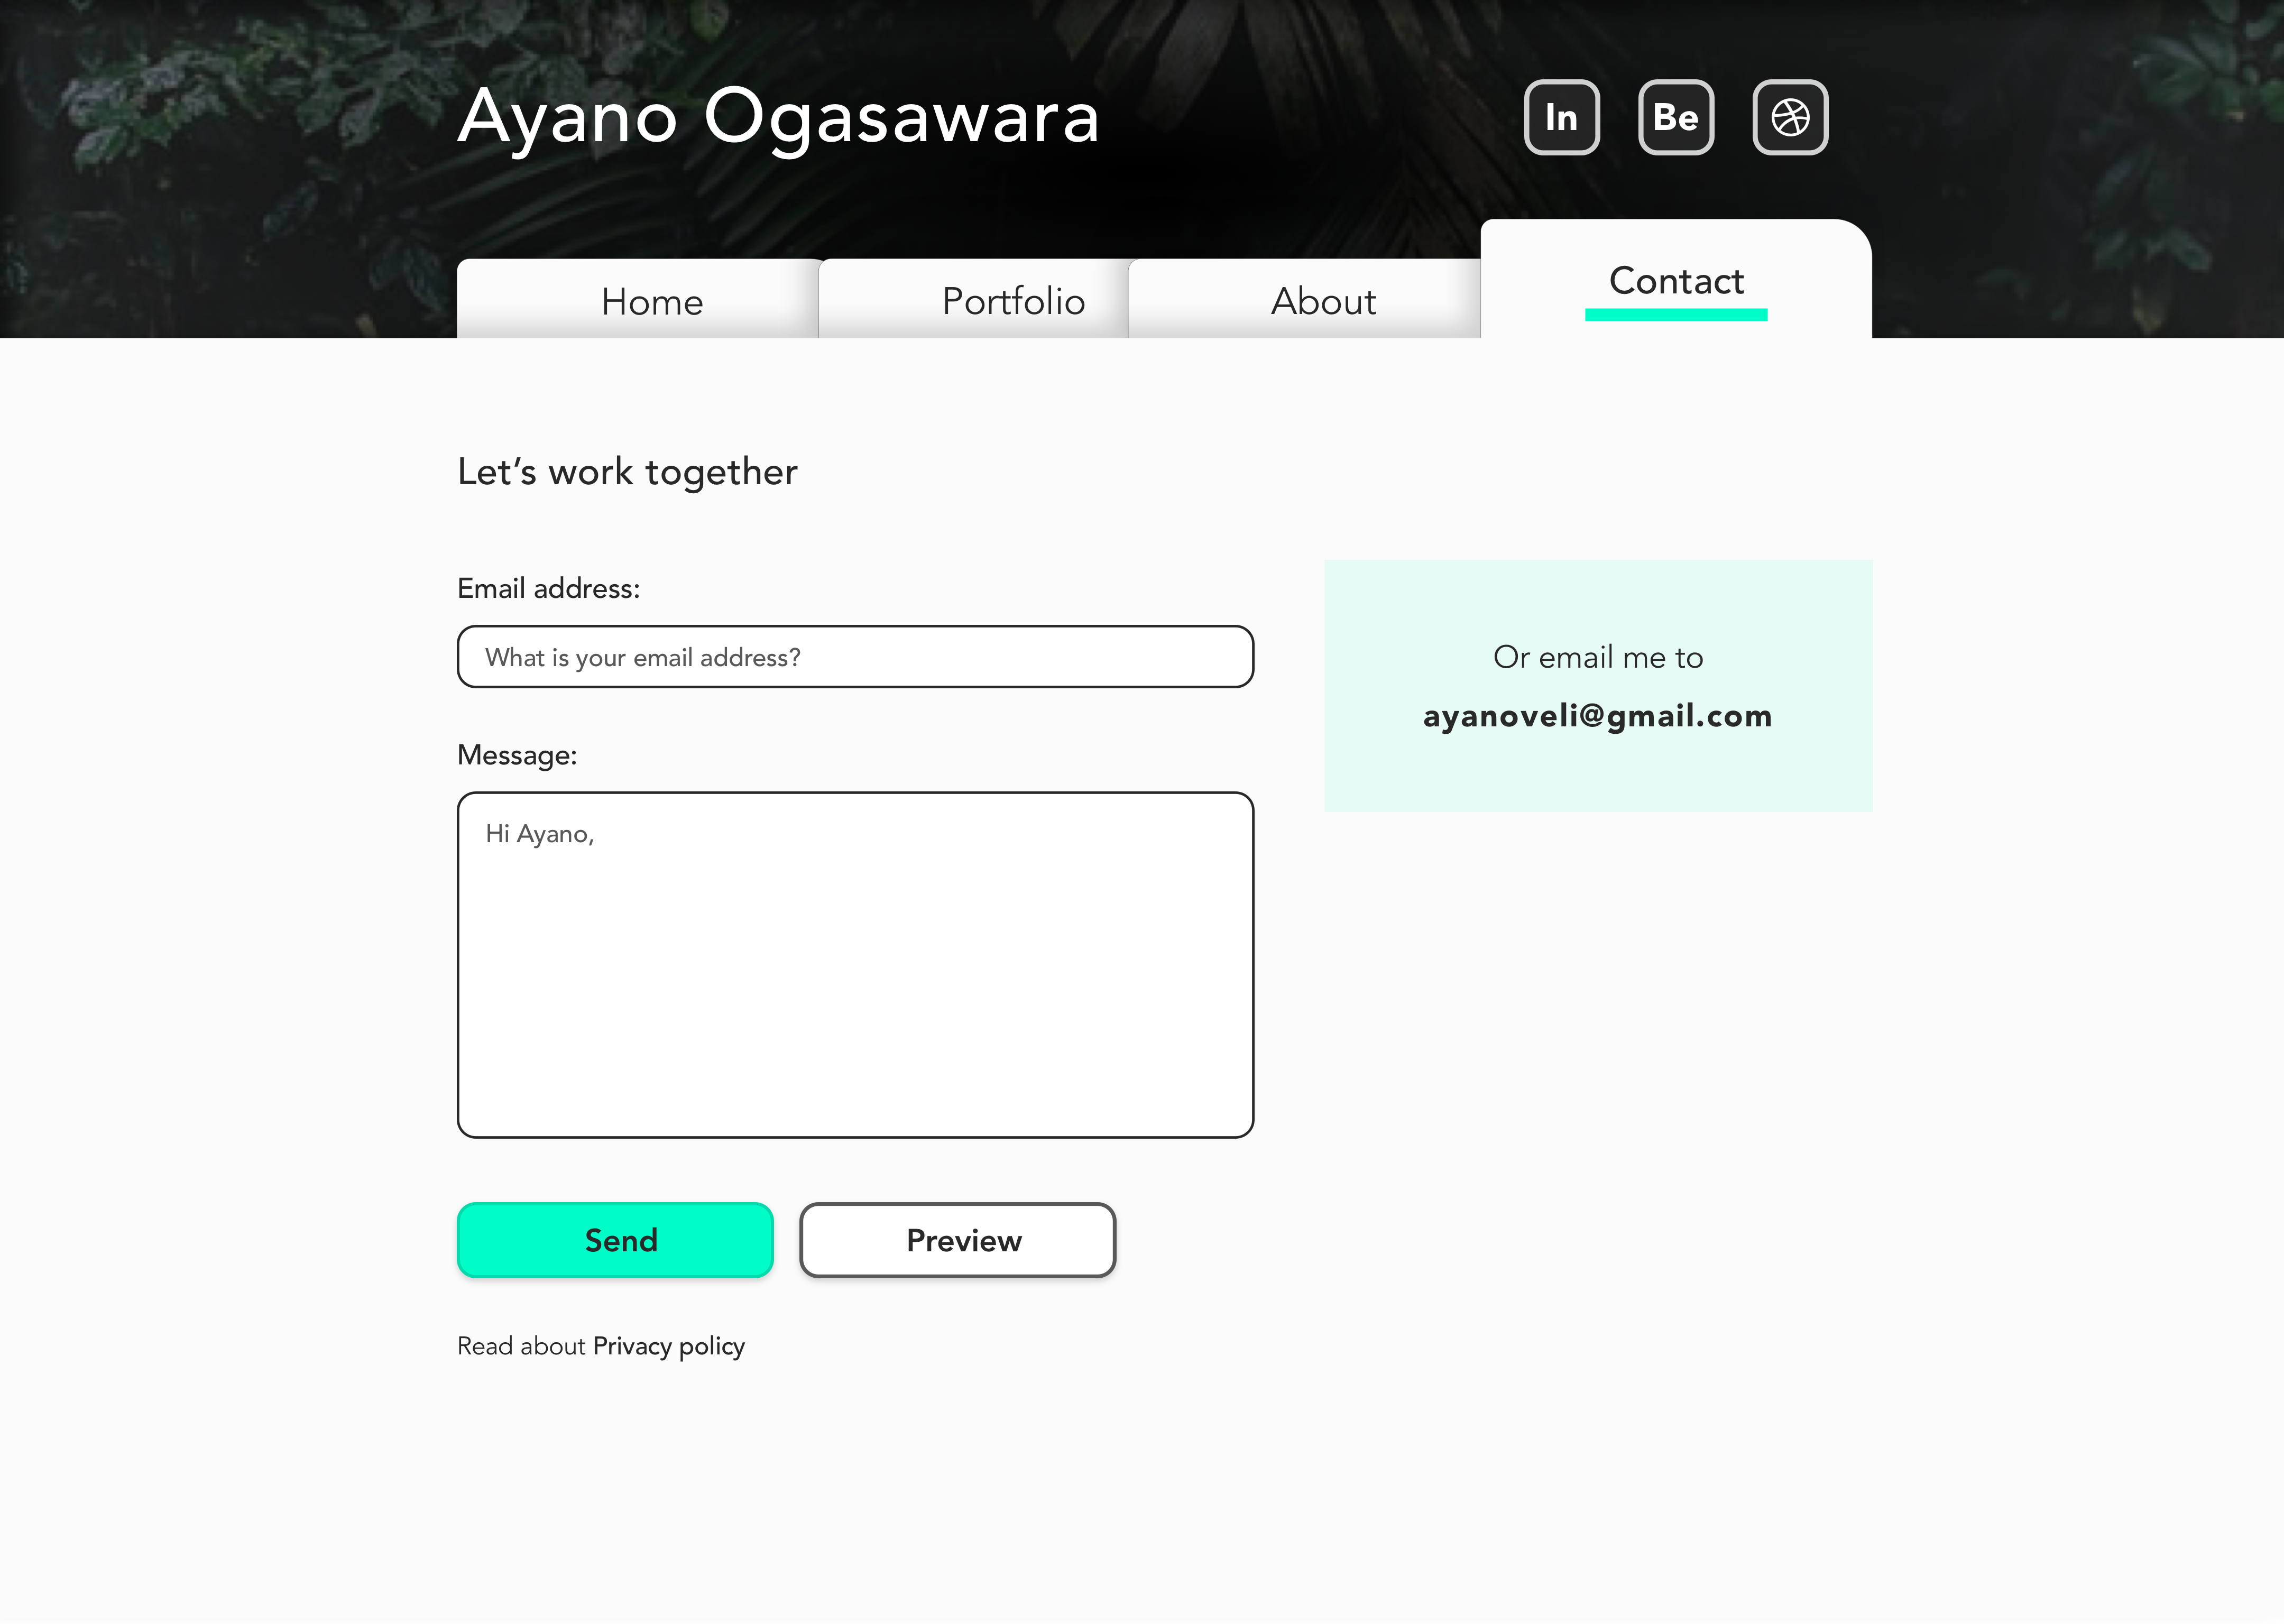 Ayano Ogasawara
In
Be
Home
Portfolio
About
Contact
Let’s work together
Email address:
What is your email address?
Message:
Hi Ayano,
Or email me to
ayanoveli@gmail.com
Send
Preview
Read about Privacy policy